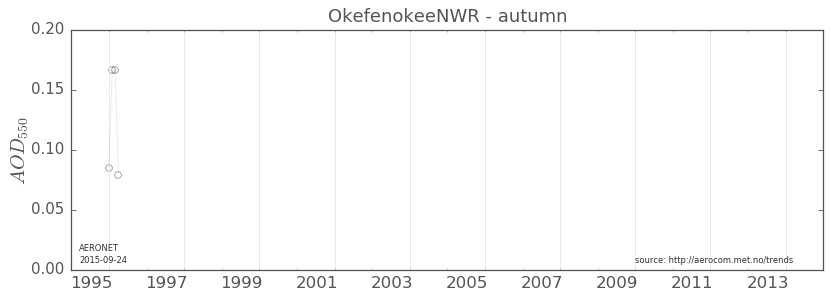 OkefenokeeNWR - autumn
0.20
0.15
0.10
0.05
0.00
AOD550
AERONET
2015-09-24
source: http://aerocom.met.no/trends
1995 1997 1999 2001 2003 2005 2007 2009 2011 2013